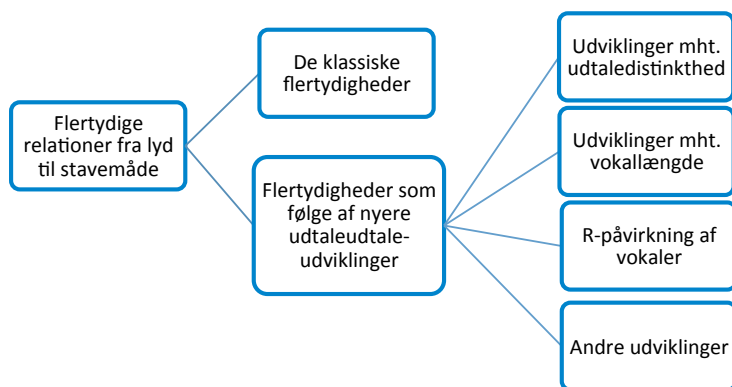 Flertydige
relationer fra lyd
til stavemåde
De klassiske
flertydigheder
Flertydigheder som
følge af nyere
udtaleudtale-
udviklinger
Udviklinger mht.
udtaledistinkthed
Udviklinger mht.
vokallængde
R-påvirkning af
vokaler
Andre udviklinger